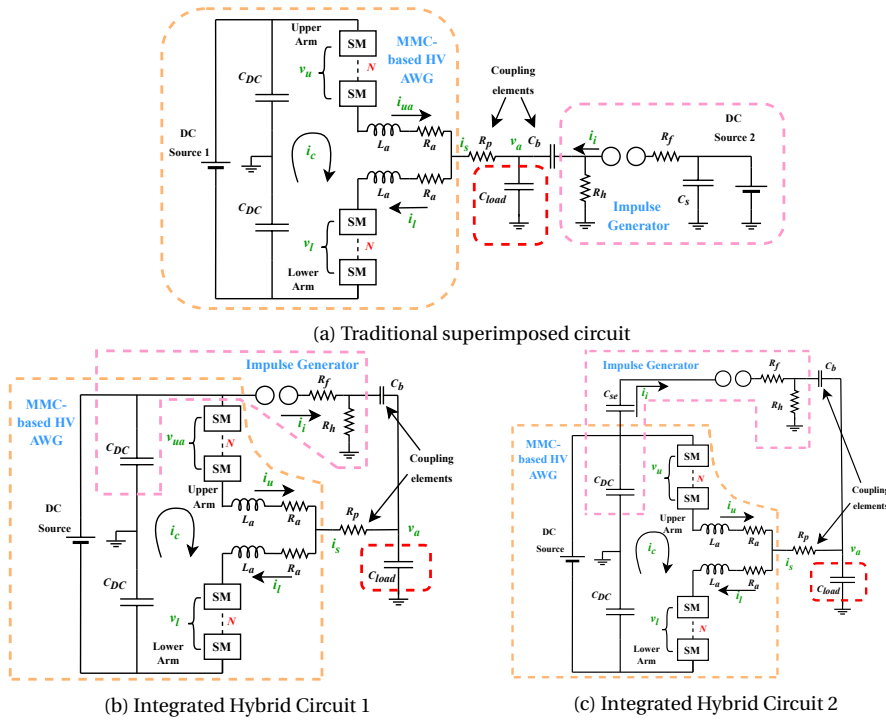 Upper
Arm
SM
N
SM
v_u
MMC-
based HV
AWG
C_DC
i_ua
L_a
R_a
DC
Source 1
i_c
L_a
R_a
i_l
C_DC
SM
N
SM
v_l
Lower
Arm
Coupling
elements
i_s
R_p
v_a
C_b
i_i
R_f
DC
Source 2
C_load
R_h
C_s
Impulse
Generator
(a) Traditional superimposed circuit
Impulse Generator
R_f
C_b
i_i
R_h
MMC-
based HV
AWG
SM
N
SM
v_ua
C_DC
Upper
Arm
i_u
L_a
R_a
Coupling
elements
DC
Source
i_c
R_p
i_s
v_a
L_a
R_a
i_l
C_DC
SM
N
SM
v_l
Lower
Arm
C_load
(b) Integrated Hybrid Circuit 1
Impulse Generator
R_f
C_b
C_se
i_i
R_h
MMC-
based HV
AWG
SM
N
SM
v_u
C_DC
Upper
Arm
i_u
L_a
R_a
Coupling
elements
DC
Source
i_c
R_p
i_s
v_a
L_a
R_a
i_l
C_DC
SM
N
SM
v_l
Lower
Arm
C_load
(c) Integrated Hybrid Circuit 2